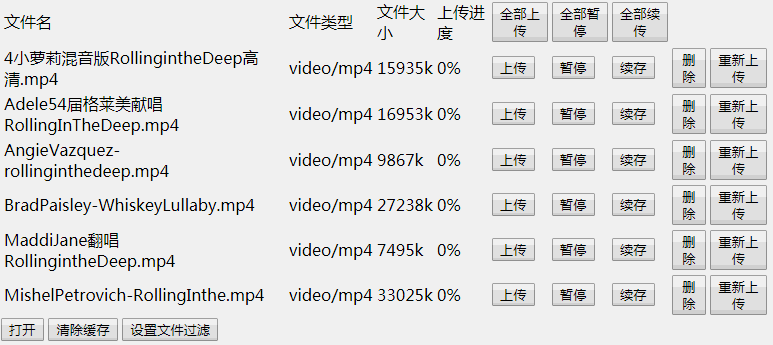 文件名 文件类型 文件大小 上传进度 全部上传 全部暂停 全部续传
4小萝莉混音版RollingintheDeep高清.mp4 video/mp4 15935k 0% 上传 暂停 续存 删除 重新上传
Adele54届格莱美献唱RollingInTheDeep.mp4 video/mp4 16953k 0% 上传 暂停 续存 删除 重新上传
AngieVazquez-rollinginthedeep.mp4 video/mp4 9867k 0% 上传 暂停 续存 删除 重新上传
BradPaisley-WhiskeyLullaby.mp4 video/mp4 27238k 0% 上传 暂停 续存 删除 重新上传
MaddiJane翻唱RollingintheDeep.mp4 video/mp4 7495k 0% 上传 暂停 续存 删除 重新上传
MishelPetrovich-RollingInthe.mp4 video/mp4 33025k 0% 上传 暂停 续存 删除 重新上传
打开 清除缓存 设置文件过滤